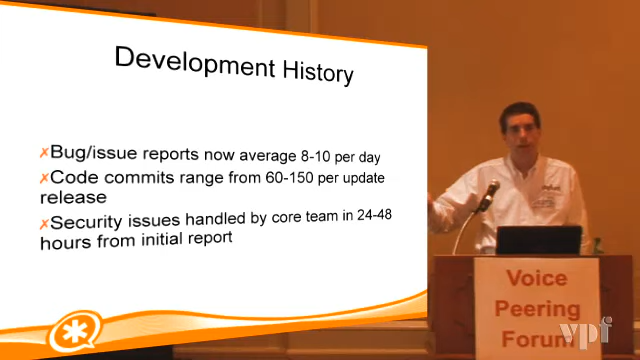 Development History
✗Bug/issue reports now average 8-10 per day
✗Code commits range from 60-150 per update
release
✗Security issues handled by core team in 24-48
hours from initial report
Voice
Peering
Forum
vpf